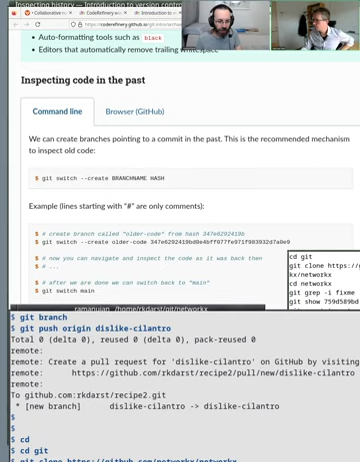 Inspecting history — Introduction to version contr
Collaborative
CodeRefinery
Introduction to
https://coderefinery.github.io/git-intro/
Auto-formatting tools such as black
Editors that automatically remove trailing whitespace
Inspecting code in the past
Command line
Browser (GitHub)
We can create branches pointing to a commit in the past. This is the recommended mechanism
to inspect old code:
$ git switch --create BRANCHNAME HASH
Example (lines starting with "#" are only comments):
$ # create branch called "older-code" from hash 347e6292419b
$ git switch --create older-code 347e6292419bd0e4bff077fe971f983932d7a0e9
$ # now you can navigate and inspect the code as it was back then
$ # ...
$ # after we are done we can switch back to "main"
$ git switch main
cd git
git clone https://g
kx/networkx
cd networkx
git grep -i fixme
git show 759d589bd
ramanujan /home/rkdarst/git/networkx
$ git branch
$ git push origin dislike-cilantro
Total 0 (delta 0), reused 0 (delta 0), pack-reused 0
remote:
remote: Create a pull request for 'dislike-cilantro' on GitHub by visiting
remote: https://github.com/rkdarst/recipe2/pull/new/dislike-cilantro
remote:
To github.com:rkdarst/recipe2.git
* [new branch] dislike-cilantro -> dislike-cilantro
$
$
$ cd
$ cd git
$ git clone https://github.com/networkx/networkx